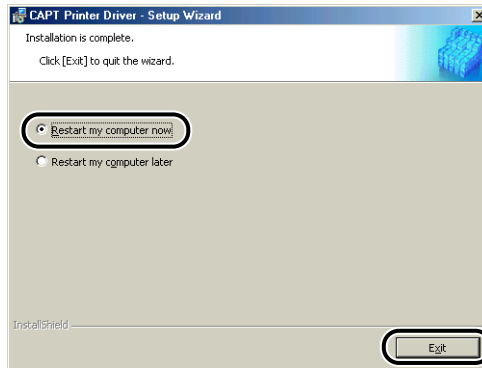 CAPT Printer Driver - Setup Wizard
Installation is complete.
Click [Exit] to quit the wizard.
Restart my computer now
Restart my computer later
InstallShield
Exit